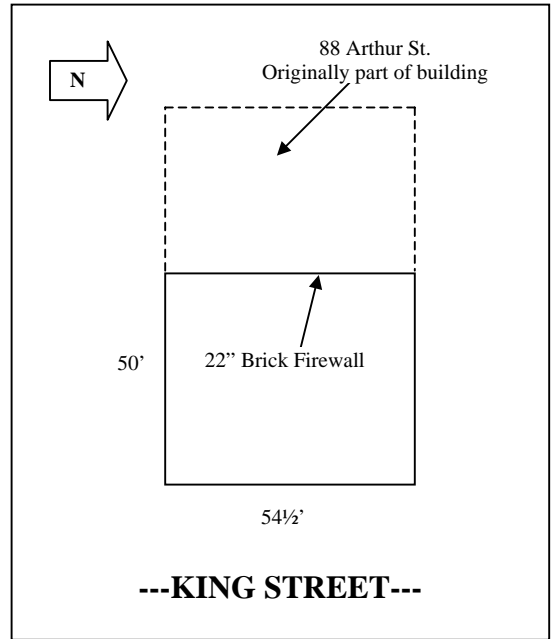 88 Arthur St.
Originally part of building
N
22” Brick Firewall
50’
54½’
---KING STREET---